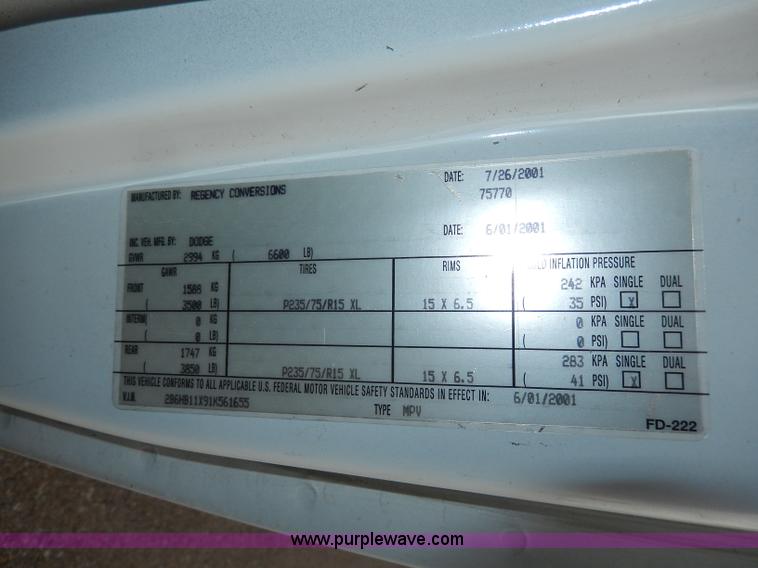 MANUFACTURED BY: REGENCY CONVERSIONS DATE: 7/26/2001
75770
INC. VEH. MFG. BY: DODGE DATE: 6/01/2001
GVWR 2994 KG ( 6600 LB)
GAWR TIRES RIMS COLD INFLATION PRESSURE
FRONT 1588 KG 242 KPA SINGLE DUAL
( 3500 LB) P235/75/R15 XL 15 X 6.5 ( 35 PSI) X
INTERM( 0 KG 0 KPA SINGLE DUAL
( 0 LB) ( 0 PSI)
REAR 1747 KG 283 KPA SINGLE DUAL
( 3850 LB) P235/75/R15 XL 15 X 6.5 ( 41 PSI) X
THIS VEHICLE CONFORMS TO ALL APPLICABLE U.S. FEDERAL MOTOR VEHICLE SAFETY STANDARDS IN EFFECT IN: 6/01/2001
V.I.N. 2B6HB11X91K561655 TYPE MPV
FD-222
www.purplewave.com